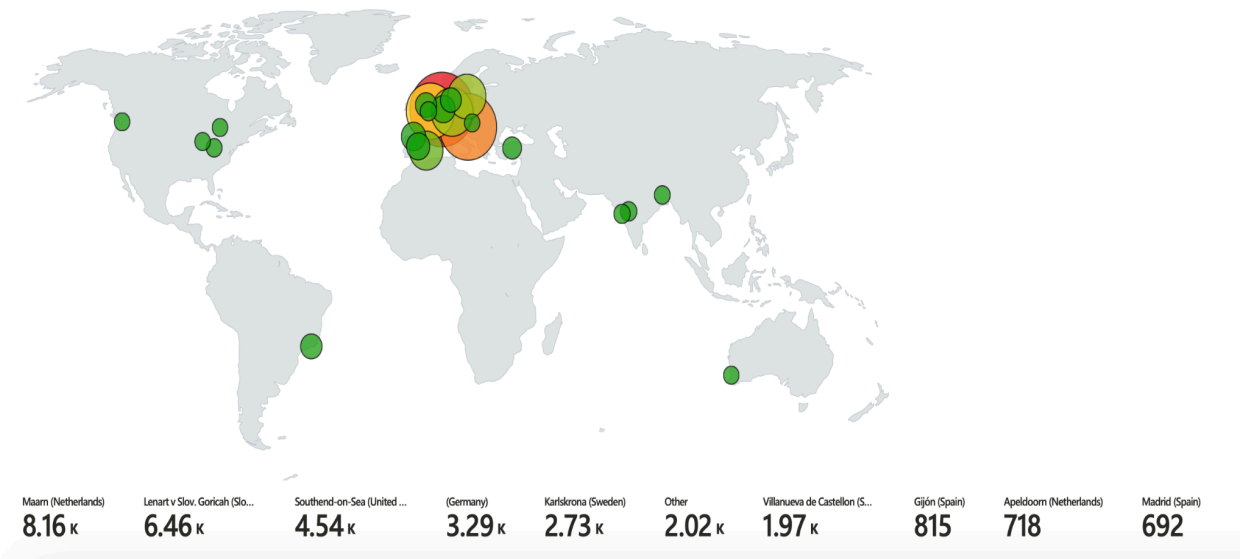 Maarn (Netherlands) Lenart v Slov. Goricah (Slo... Southend-on-Sea (United ... (Germany) Karlskrona (Sweden) Other Villanueva de Castellon (S... Gijón (Spain) Apeldoorn (Netherlands) Madrid (Spain)
8.16 K 6.46 K 4.54 K 3.29 K 2.73 K 2.02 K 1.97 K 815 718 692